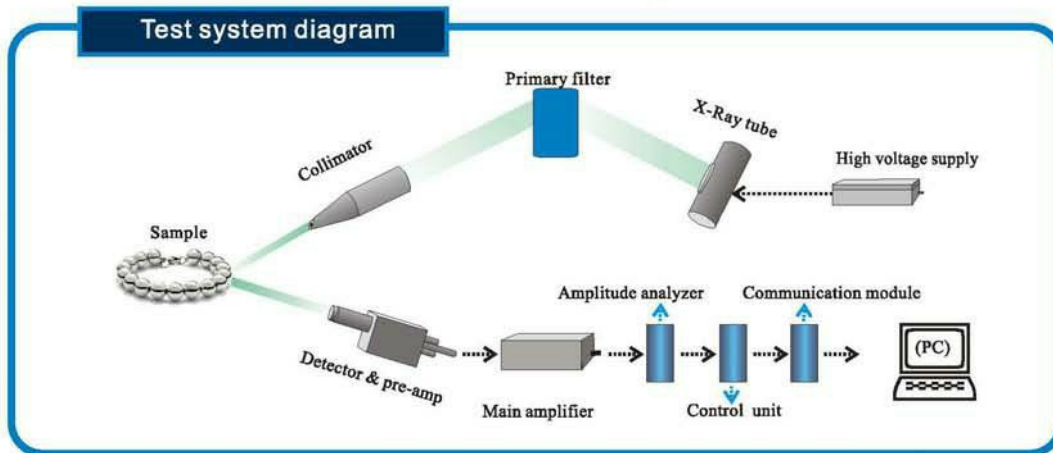 Test system diagram
Primary filter
X-Ray tube
High voltage supply
Collimator
Sample
Amplitude analyzer
Communication module
(PC)
Detector & pre-amp
Main amplifier
Control unit